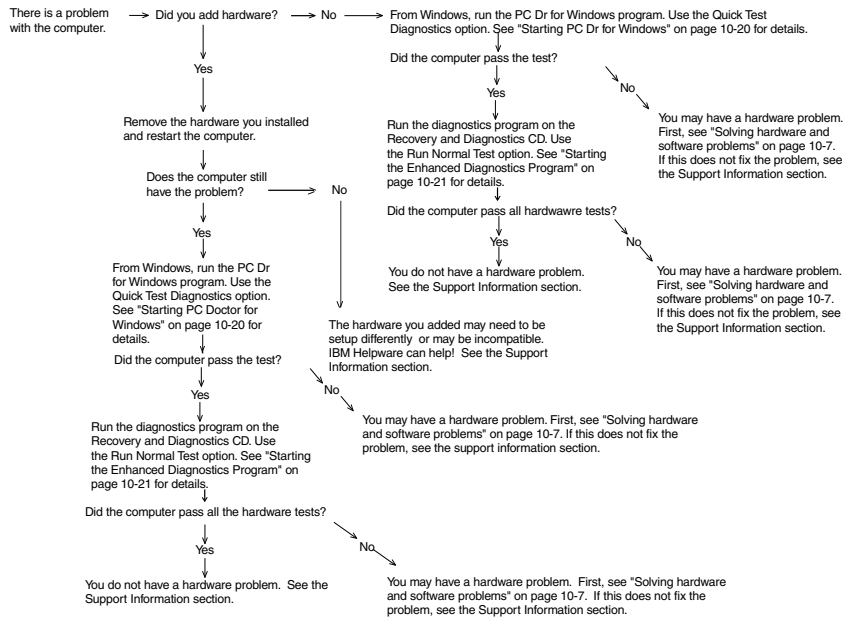 There is a problem
with the computer.
Did you add hardware?
No
From Windows, run the PC Dr for Windows program. Use the Quick Test
Diagnostics option. See "Starting PC Dr for Windows" on page 10-20 for details.
Did the computer pass the test?
No
Yes
You may have a hardware problem.
First, see "Solving hardware and
software problems" on page 10-7.
If this does not fix the problem, see
the Support Information section.
Run the diagnostics program on the
Recovery and Diagnostics CD. Use
the Run Normal Test option. See "Starting
the Enhanced Diagnostics Program" on
page 10-21 for details.
Did the computer pass all hardwawre tests?
No
Yes
You may have a hardware problem.
First, see "Solving hardware and
software problems" on page 10-7.
If this does not fix the problem, see
the Support Information section.
You do not have a hardware problem.
See the Support Information section.
Yes
Remove the hardware you installed
and restart the computer.
Does the computer still
have the problem?
No
The hardware you added may need to be
setup differently or may be incompatible.
IBM Helpware can help! See the Support
Information section.
Yes
From Windows, run the PC Dr
for Windows program. Use the
Quick Test Diagnostics option.
See "Starting PC Doctor for
Windows" on page 10-20 for
details.
Did the computer pass the test?
No
You may have a hardware problem. First, see "Solving hardware
and software problems" on page 10-7. If this does not fix the
problem, see the support information section.
Yes
Run the diagnostics program on the
Recovery and Diagnostics CD. Use
the Run Normal Test option. See "Starting
the Enhanced Diagnostics Program" on
page 10-21 for details.
Did the computer pass all the hardware tests?
No
Yes
You do not have a hardware problem. See the
Support Information section.
You may have a hardware problem. First, see "Solving hardware
and software problems" on page 10-7. If this does not fix the
problem, see the Support Information section.